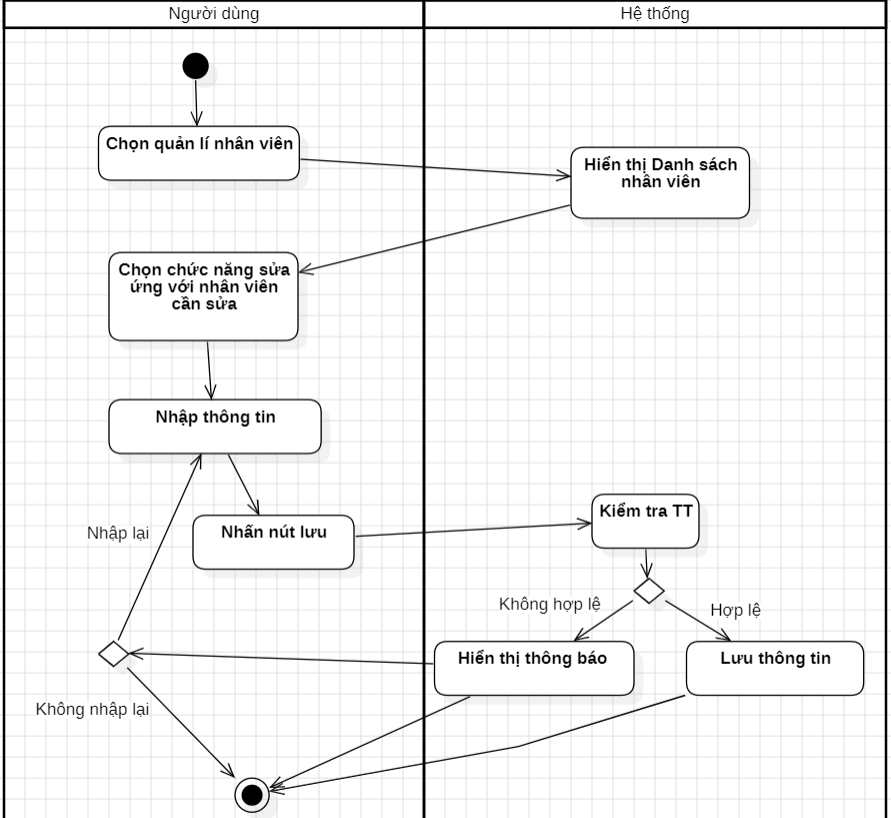 Người dùng
Hệ thống
Chọn quản lí nhân viên
Hiển thị Danh sách
nhân viên
Chọn chức năng sửa
ứng với nhân viên
cần sửa
Nhập thông tin
Nhấn nút lưu
Kiểm tra TT
Nhập lại
Không hợp lệ
Hợp lệ
Hiển thị thông báo
Lưu thông tin
Không nhập lại